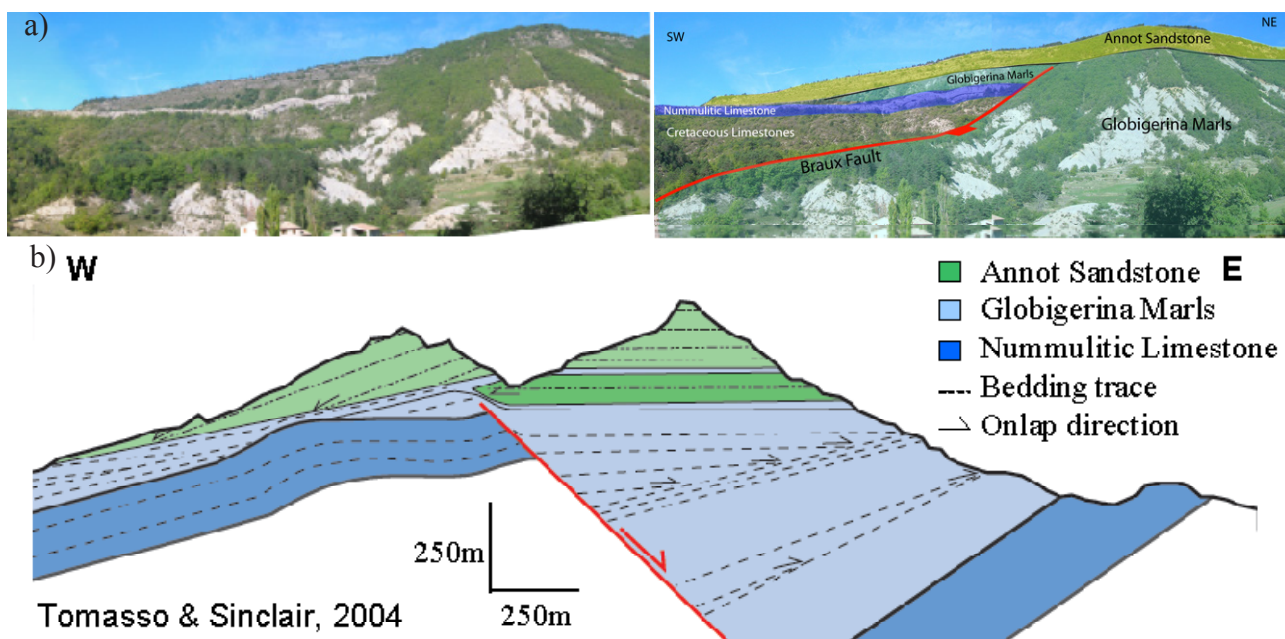 a)
SW
NE
Annot Sandstone
Globigerina Marls
Nummulitic Limestone
Cretaceous Limestones
Globigerina Marls
Braux Fault
b)
W
Annot Sandstone
E
Globigerina Marls
Nummulitic Limestone
Bedding trace
Onlap direction
250m
250m
Tomasso & Sinclair, 2004